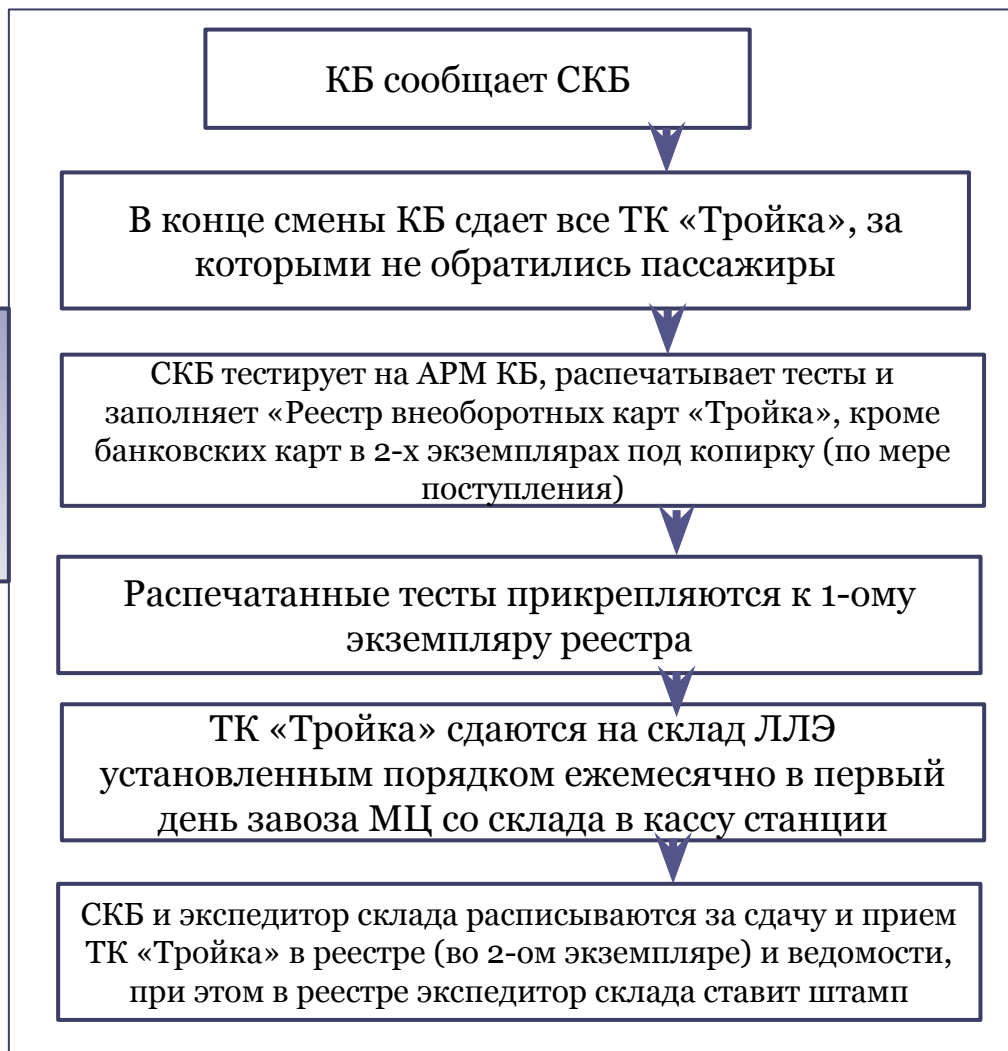 КБ сообщает СКБ
В конце смены КБ сдает все ТК «Тройка», за
которыми не обратились пассажиры
СКБ тестирует на АРМ КБ, распечатывает тесты и
заполняет «Реестр внеоборотных карт «Тройка», кроме
банковских карт в 2-х экземплярах под копирку (по мере
поступления)
Распечатанные тесты прикрепляются к 1-ому
экземпляру реестра
ТК «Тройка» сдаются на склад ЛЛЭ
установленным порядком ежемесячно в первый
день завоза МЦ со склада в кассу станции
СКБ и экспедитор склада расписываются за сдачу и прием
ТК «Тройка» в реестре (во 2-ом экземпляре) и ведомости,
при этом в реестре экспедитор склада ставит штамп